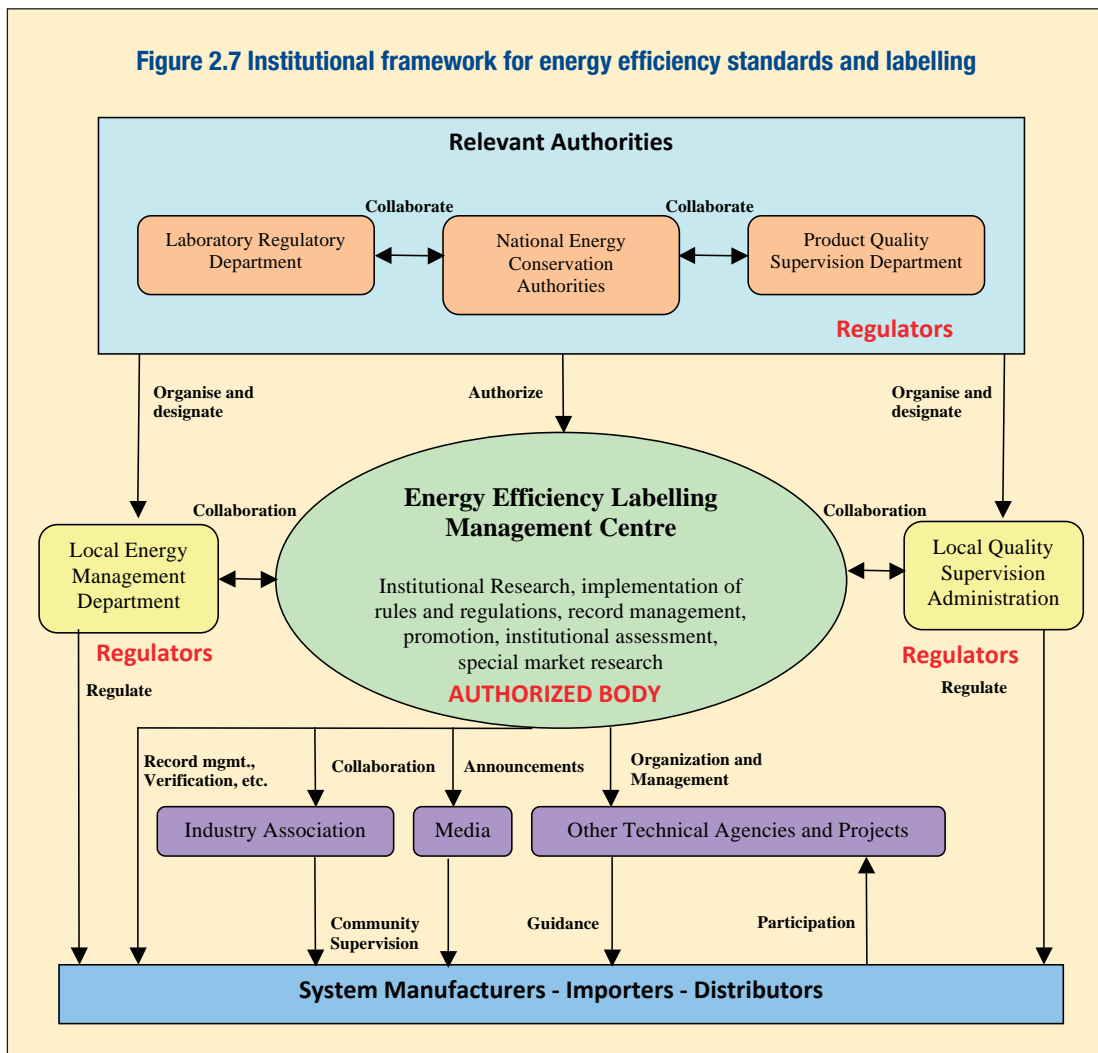 Figure 2.7 Institutional framework for energy efficiency standards and labelling
Relevant Authorities
Collaborate
Collaborate
Laboratory Regulatory
Department
National Energy
Conservation
Authorities
Product Quality
Supervision Department
Regulators
Organise and
designate
Authorize
Organise and
designate
Energy Efficiency Labelling
Management Centre
Collaboration
Collaboration
Local Energy
Management
Department
Institutional Research, implementation of
rules and regulations, record management,
promotion, institutional assessment,
special market research
AUTHORIZED BODY
Local Quality
Supervision
Administration
Regulators
Regulators
Regulate
Regulate
Record mgmt.,
Verification, etc.
Collaboration
Announcements
Organization and
Management
Industry Association
Media
Other Technical Agencies and Projects
Community
Supervision
Guidance
Participation
System Manufacturers - Importers - Distributors